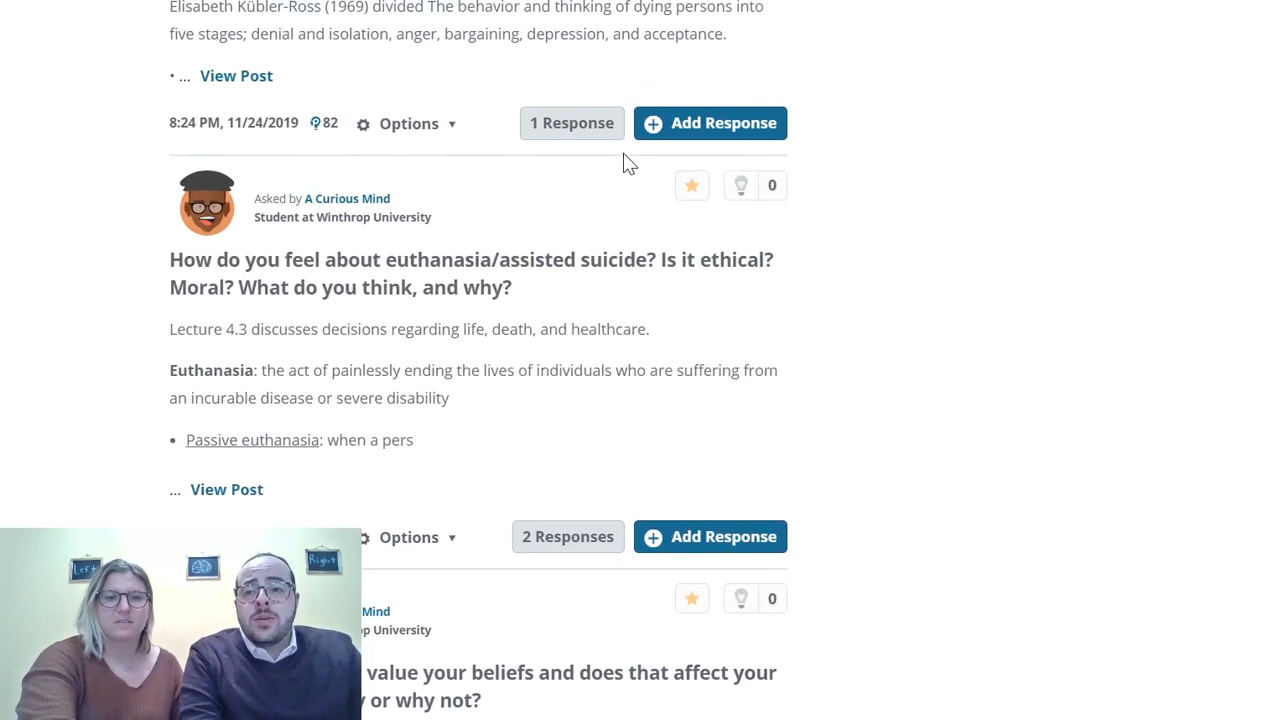 Elisabeth Kübler-Ross (1969) divided The behavior and thinking of dying persons into
five stages; denial and isolation, anger, bargaining, depression, and acceptance.
• ... View Post
8:24 PM, 11/24/2019 82 Options ▼ 1 Response Add Response
Asked by A Curious Mind
Student at Winthrop University
0
How do you feel about euthanasia/assisted suicide? Is it ethical?
Moral? What do you think, and why?
Lecture 4.3 discusses decisions regarding life, death, and healthcare.
Euthanasia: the act of painlessly ending the lives of individuals who are suffering from
an incurable disease or severe disability
• Passive euthanasia: when a pers
... View Post
Options ▼ 2 Responses Add Response
Mind
p University
0
value your beliefs and does that affect your
or why not?
Left
Right